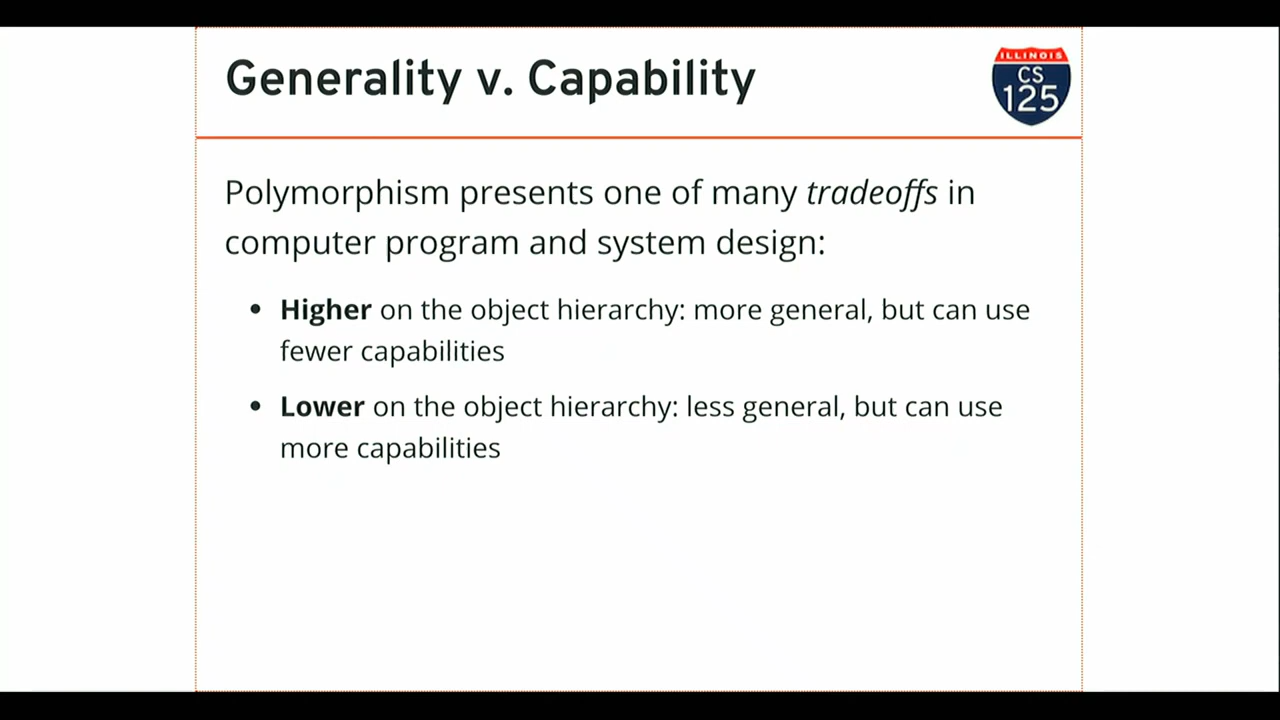 Generality v. Capability
ILLINOIS
CS
125
Polymorphism presents one of many tradeoffs in
computer program and system design:
• Higher on the object hierarchy: more general, but can use
fewer capabilities
• Lower on the object hierarchy: less general, but can use
more capabilities